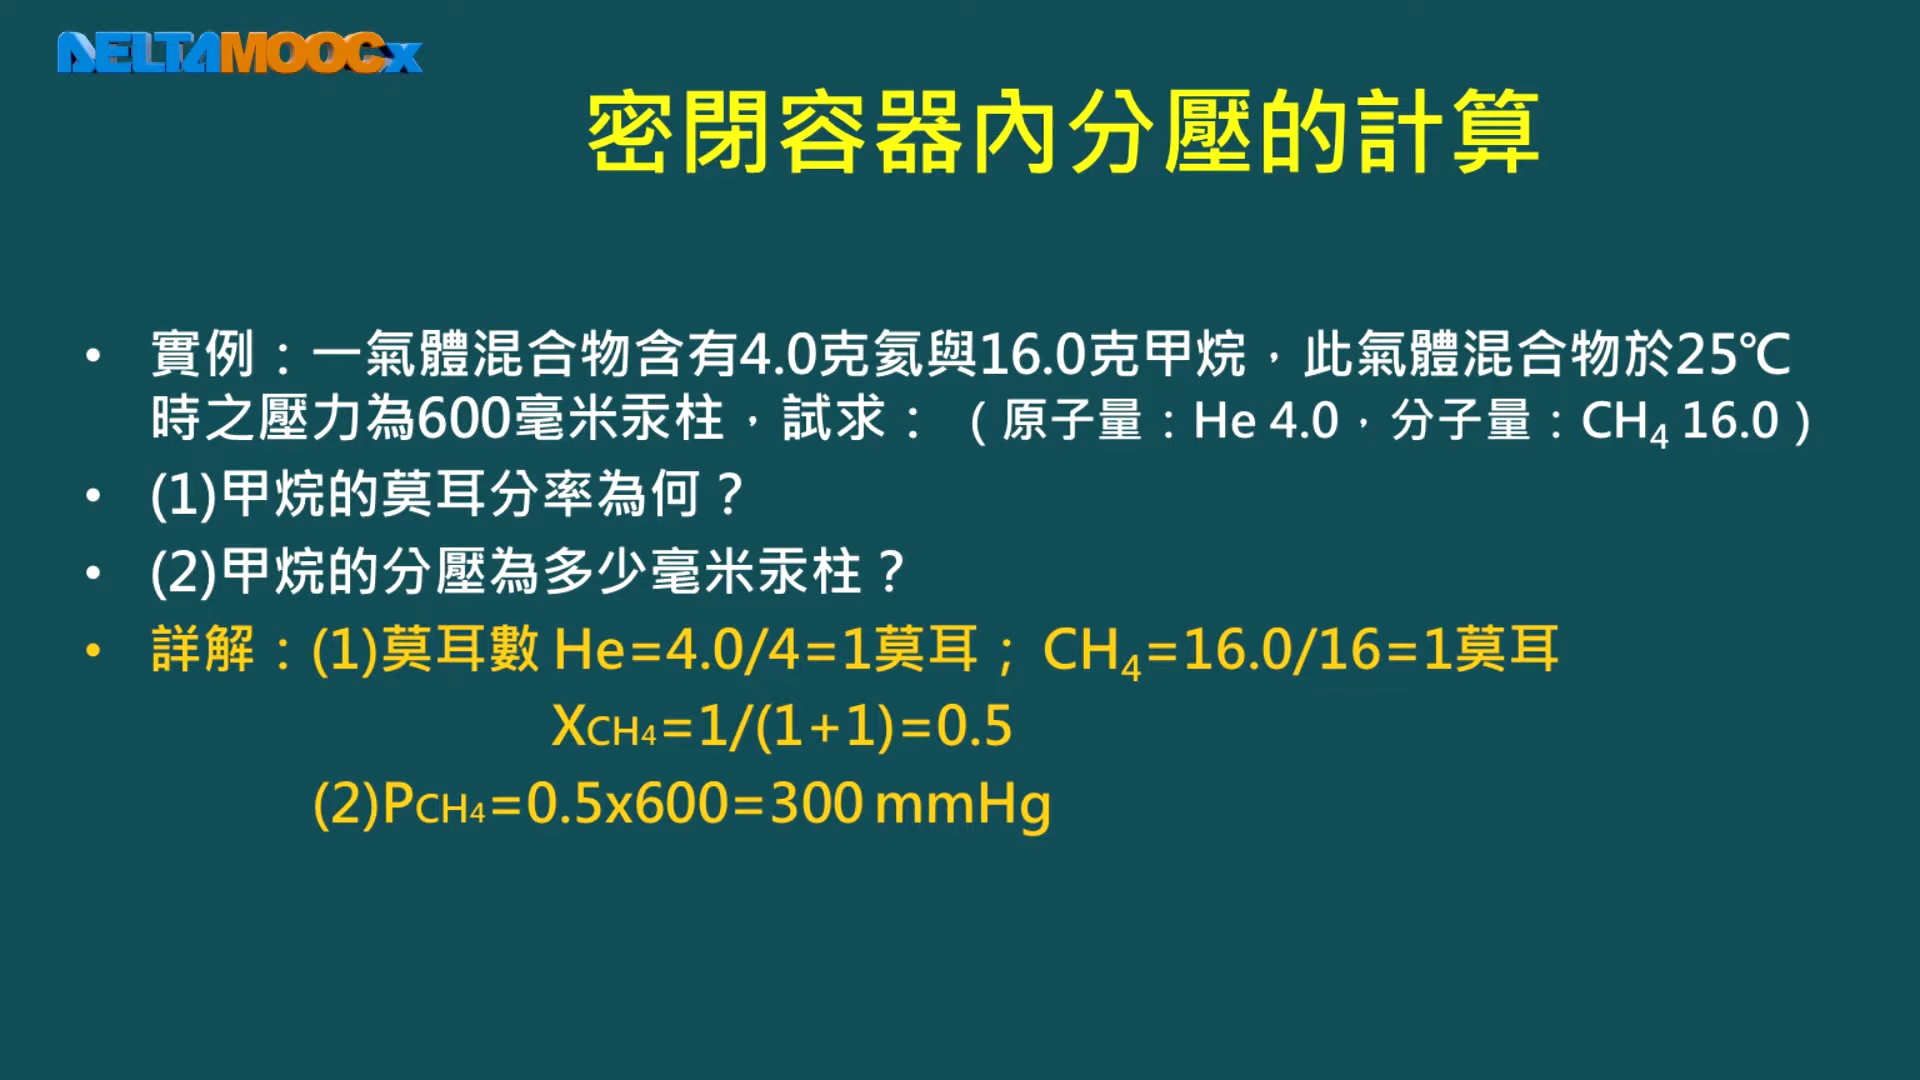 DELTAMOOCx
密閉容器內分壓的計算
• 實例：一氣體混合物含有4.0克氦與16.0克甲烷，此氣體混合物於25℃
時之壓力為600毫米汞柱，試求：（原子量：He 4.0，分子量：CH₄ 16.0）
• (1)甲烷的莫耳分率為何？
• (2)甲烷的分壓為多少毫米汞柱？
• 詳解：(1)莫耳數 He=4.0/4=1莫耳； CH₄=16.0/16=1莫耳
XCH₄=1/(1+1)=0.5
(2)PCH₄=0.5x600=300 mmHg